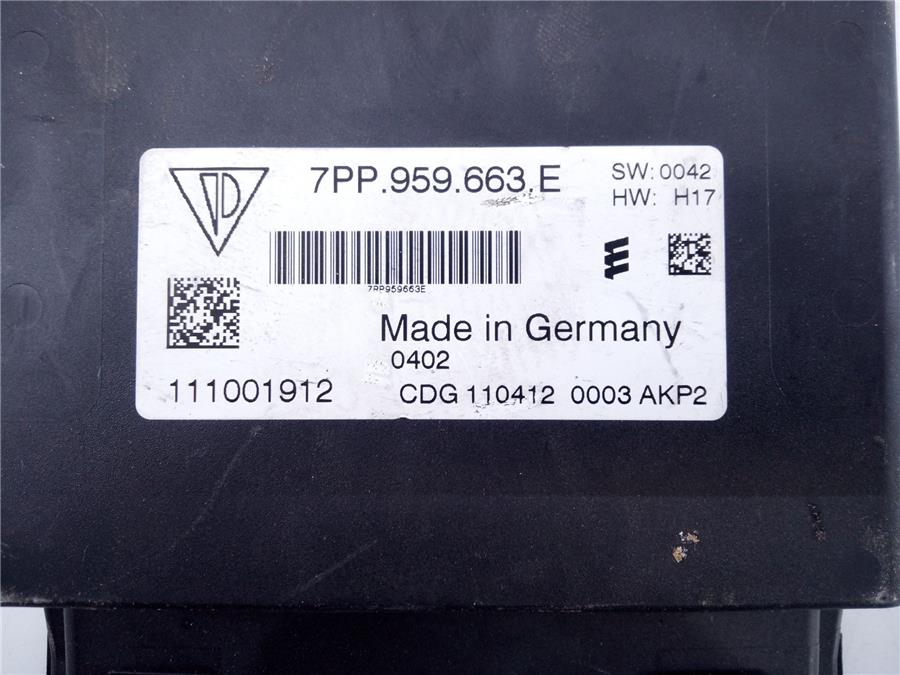 7PP.959.663.E
SW: 0042
HW: H17
7PP959663E
Made in Germany
0402
111001912
CDG 110412 0003 AKP2